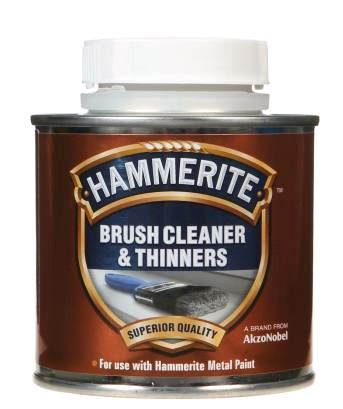 HAMMERITE
™
BRUSH CLEANER
& THINNERS
SUPERIOR QUALITY
A BRAND FROM
AkzoNobel
• For use with Hammerite Metal Paint